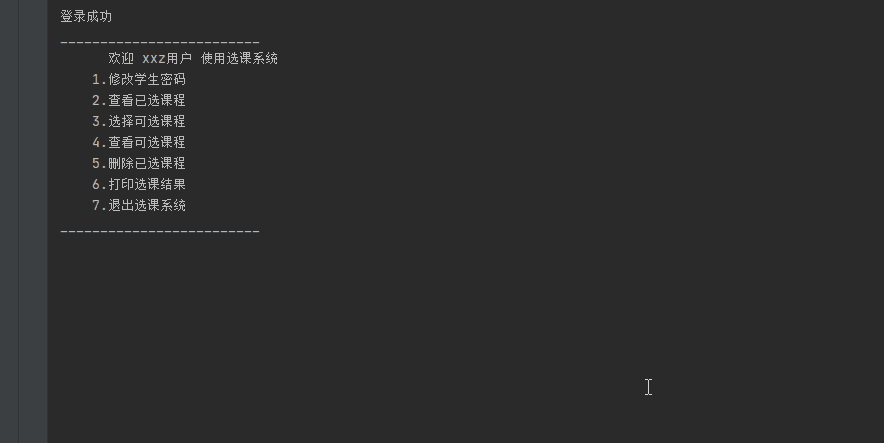 登录成功
_________________________
欢迎 xxz用户 使用选课系统
1.修改学生密码
2.查看已选课程
3.选择可选课程
4.查看可选课程
5.删除已选课程
6.打印选课结果
7.退出选课系统
_________________________